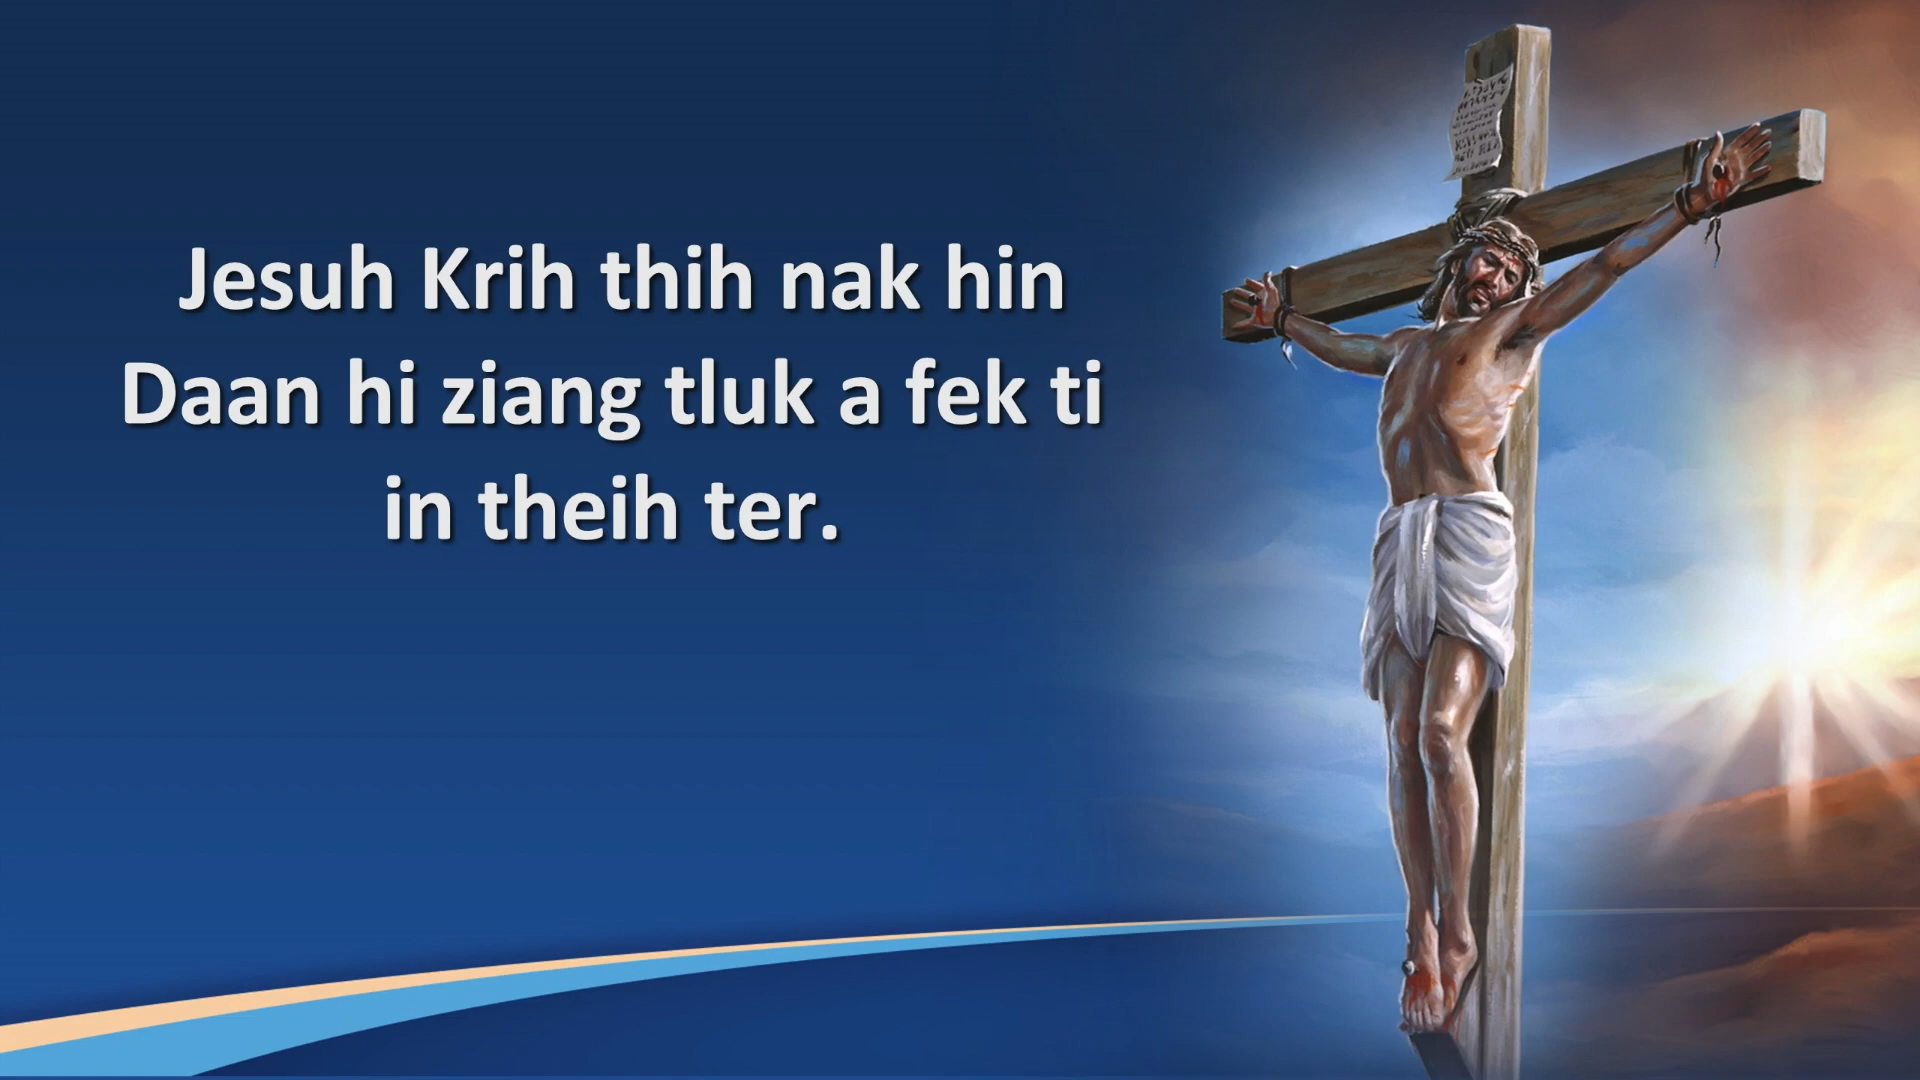 Jesuh Krih thih nak hin
Daan hi ziang tluk a fek ti
in theih ter.